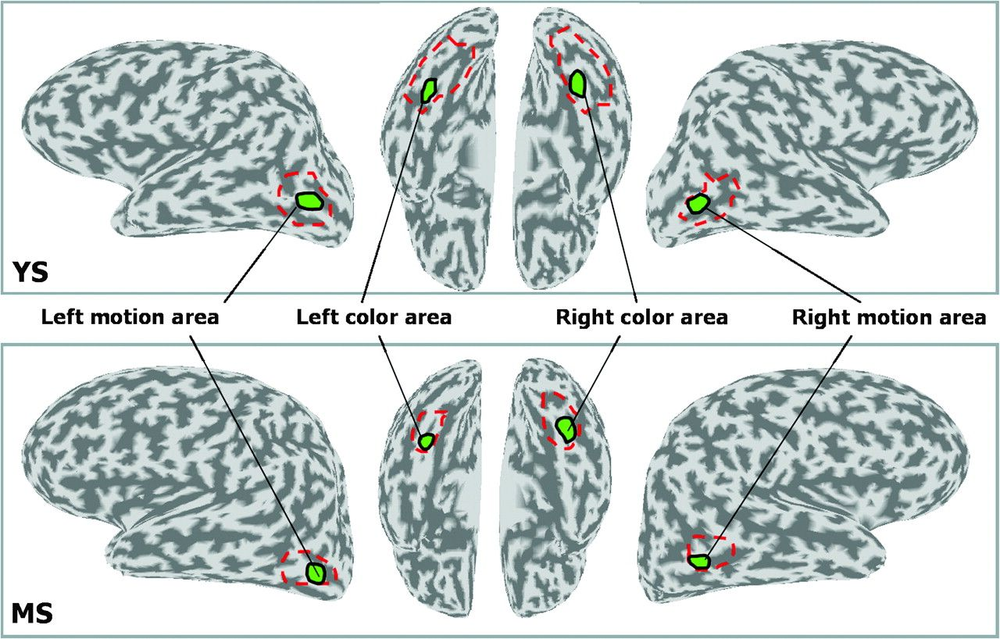 YS
Left motion area
Left color area
Right color area
Right motion area
MS